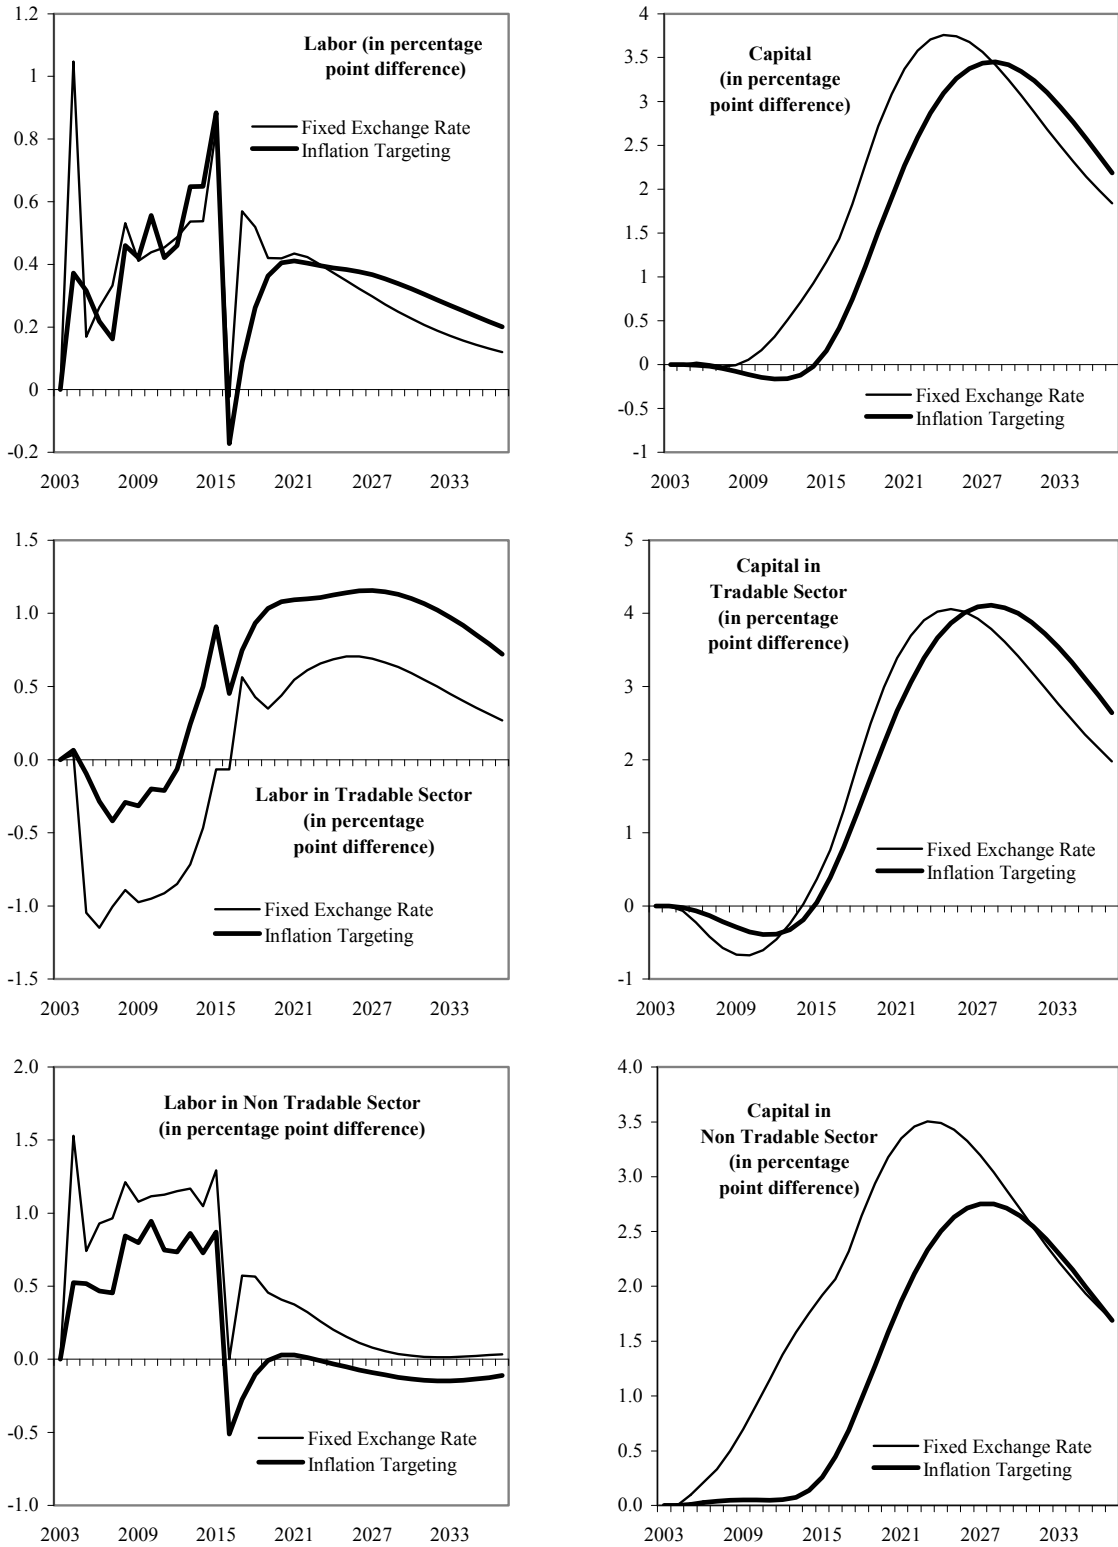 Labor (in percentage
point difference)
1.2
1
0.8
0.6
0.4
0.2
0
-0.2
Fixed Exchange Rate
Inflation Targeting
2003 2009 2015 2021 2027 2033
Capital
(in percentage
point difference)
4
3.5
3
2.5
2
1.5
1
0.5
0
-0.5
-1
Fixed Exchange Rate
Inflation Targeting
2003 2009 2015 2021 2027 2033
1.5
1.0
0.5
0.0
-0.5
-1.0
-1.5
Labor in Tradable Sector
(in percentage
point difference)
Fixed Exchange Rate
Inflation Targeting
2003 2009 2015 2021 2027 2033
Capital in
Tradable Sector
(in percentage
point difference)
5
4
3
2
1
0
-1
Fixed Exchange Rate
Inflation Targeting
2003 2009 2015 2021 2027 2033
Labor in Non Tradable Sector
(in percentage point difference)
2.0
1.5
1.0
0.5
0.0
-0.5
-1.0
Fixed Exchange Rate
Inflation Targeting
2003 2009 2015 2021 2027 2033
Capital in
Non Tradable Sector
(in percentage
point difference)
4.0
3.5
3.0
2.5
2.0
1.5
1.0
0.5
0.0
Fixed Exchange Rate
Inflation Targeting
2003 2009 2015 2021 2027 2033